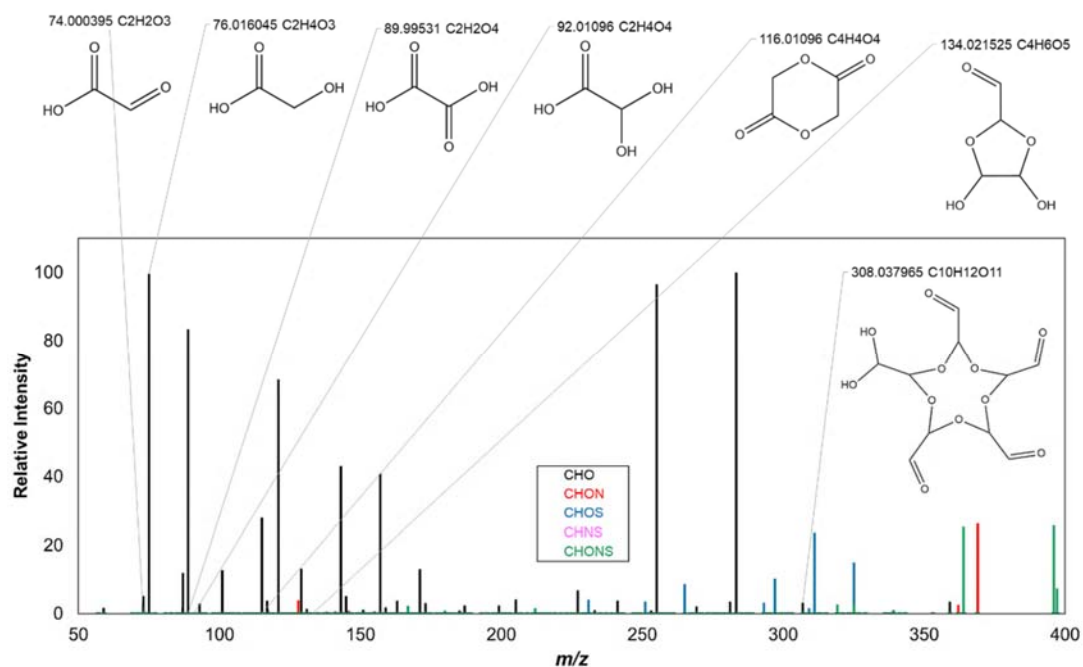 74.000395 C2H2O3
76.016045 C2H4O3
89.99531 C2H2O4
92.01096 C2H4O4
116.01096 C4H4O4
134.021525 C4H6O5
O
HO
O
O
HO
OH
O
HO
OH
O
O
HO
OH
OH
O
O
O
O
O
O
O
HO
OH
308.037965 C10H12O11
O
HO
HO
O
O
O
O
O
O
O
O
CHO
CHON
CHOS
CHNS
CHONS
Relative Intensity
100
80
60
40
20
0
50
100
150
200
250
300
350
400
m/z